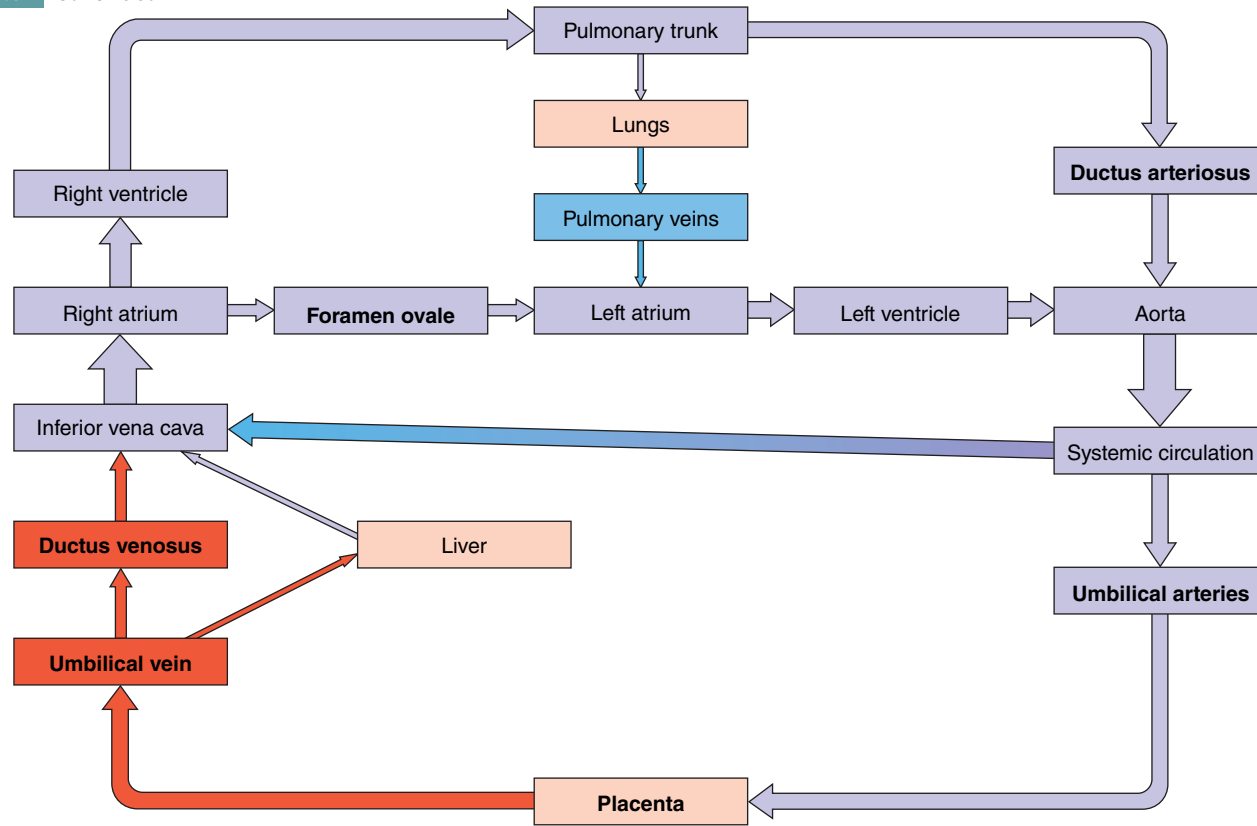 Pulmonary trunk
Lungs
Right ventricle
Ductus arteriosus
Pulmonary veins
Right atrium
Foramen ovale
Left atrium
Left ventricle
Aorta
Inferior vena cava
Systemic circulation
Ductus venosus
Liver
Umbilical arteries
Umbilical vein
Placenta